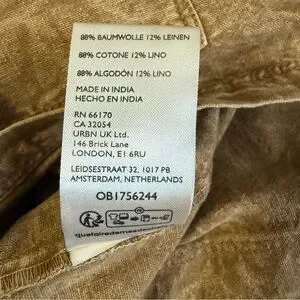 88% BAUMWOLLE 12% LEINEN
88% COTONE 12% LINO
88% ALGODÓN 12% LINO
MADE IN INDIA
HECHO EN INDIA
RN 66170
CA 32054
URBN UK Ltd.
146 Brick Lane
LONDON, E1 6RU
LEIDSESTRAAT 32, 1017 PB
AMSTERDAM, NETHERLANDS
OB1756244